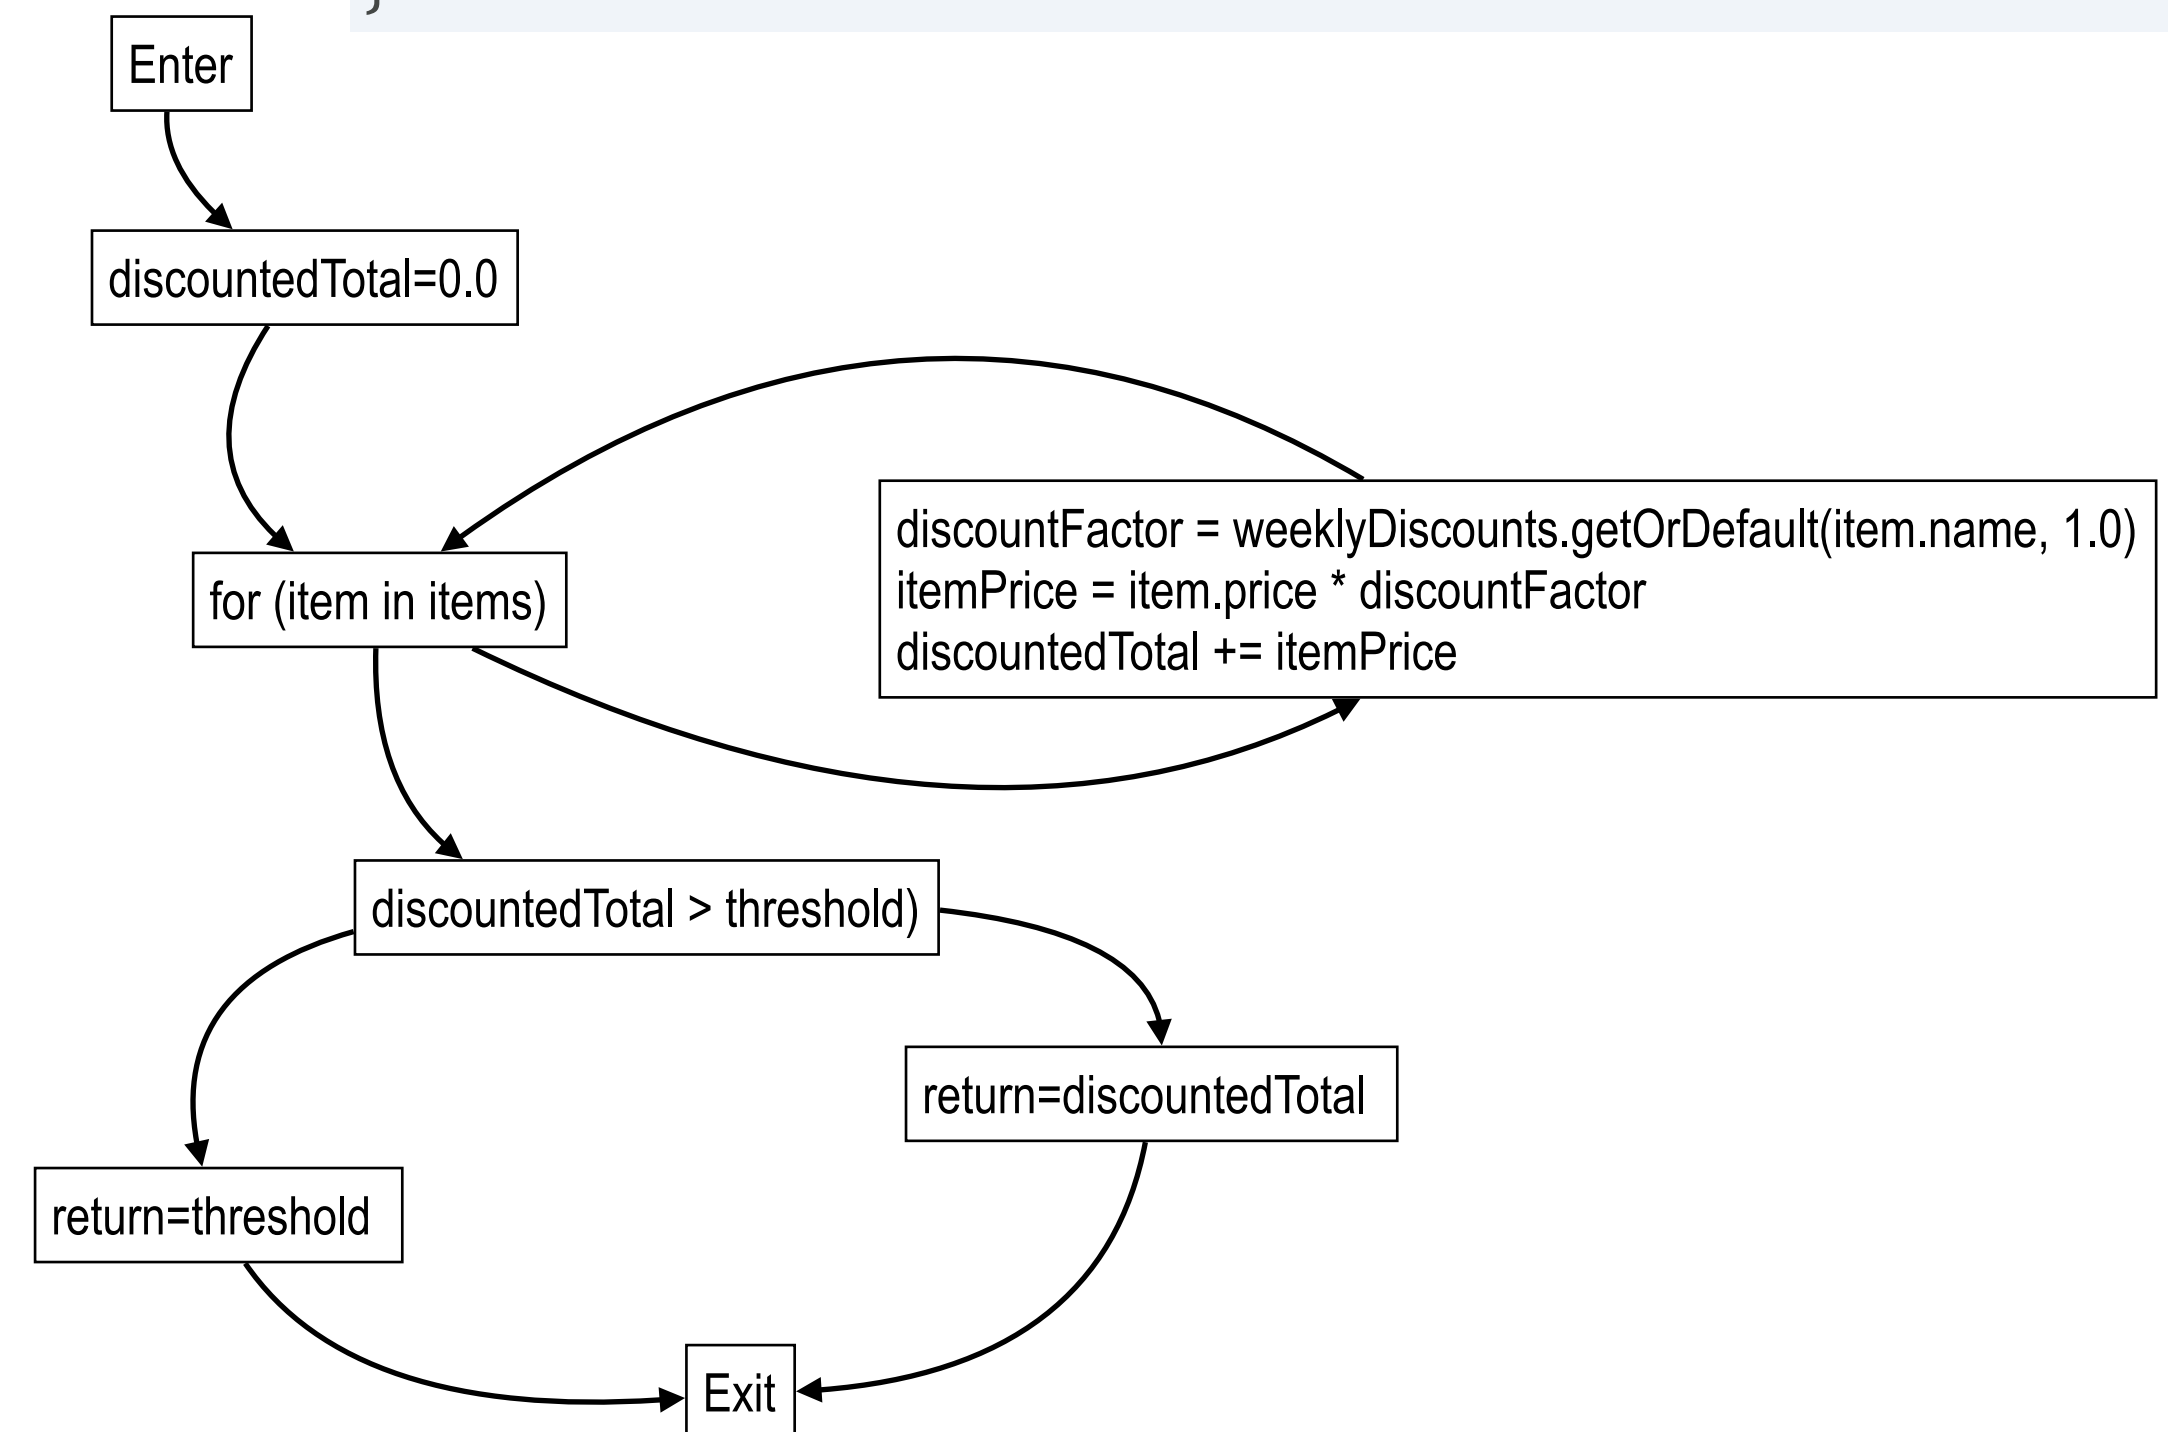 }
Enter
discountedTotal=0.0
for (item in items)
discountFactor = weeklyDiscounts.getOrDefault(item.name, 1.0)
itemPrice = item.price * discountFactor
discountedTotal += itemPrice
discountedTotal > threshold)
return=discountedTotal
return=threshold
Exit